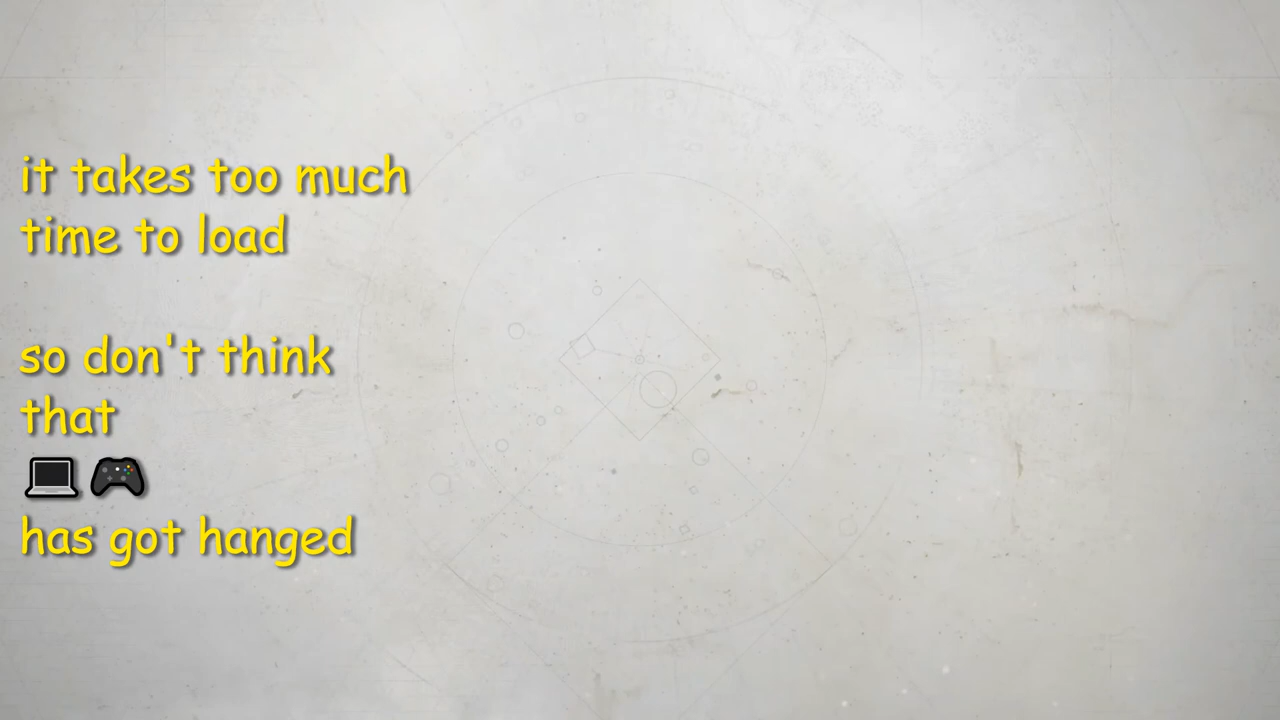 it takes too much
time to load
so don't think
that
💻🎮
has got hanged